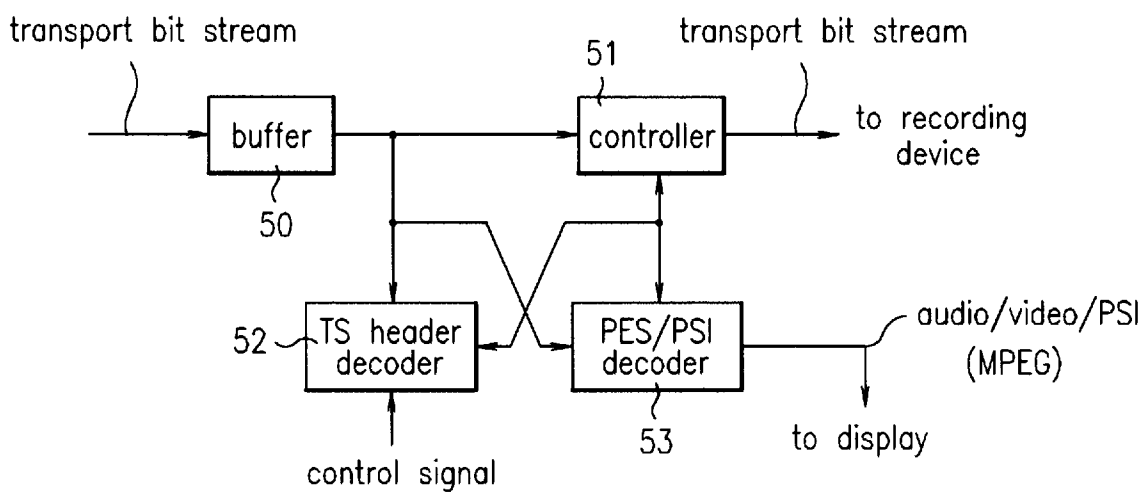 transport bit stream
transport bit stream
51
buffer
controller
to recording
device
50
52
TS header
decoder
PES/PSI
decoder
audio/video/PSI
(MPEG)
53
to display
control signal